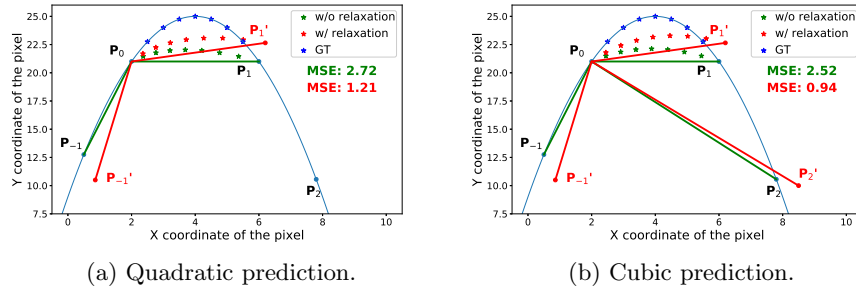 25.0
22.5
20.0
17.5
15.0
12.5
10.0
7.5
Y coordinate of the pixel
0
2
4
6
8
10
X coordinate of the pixel
w/o relaxation
w/ relaxation
GT
MSE: 2.72
MSE: 1.21
P0
P1'
P1
P−1
P−1'
P2
(a) Quadratic prediction.
25.0
22.5
20.0
17.5
15.0
12.5
10.0
7.5
Y coordinate of the pixel
0
2
4
6
8
10
X coordinate of the pixel
w/o relaxation
w/ relaxation
GT
MSE: 2.52
MSE: 0.94
P0
P1'
P1
P−1
P−1'
P2'
P2
(b) Cubic prediction.